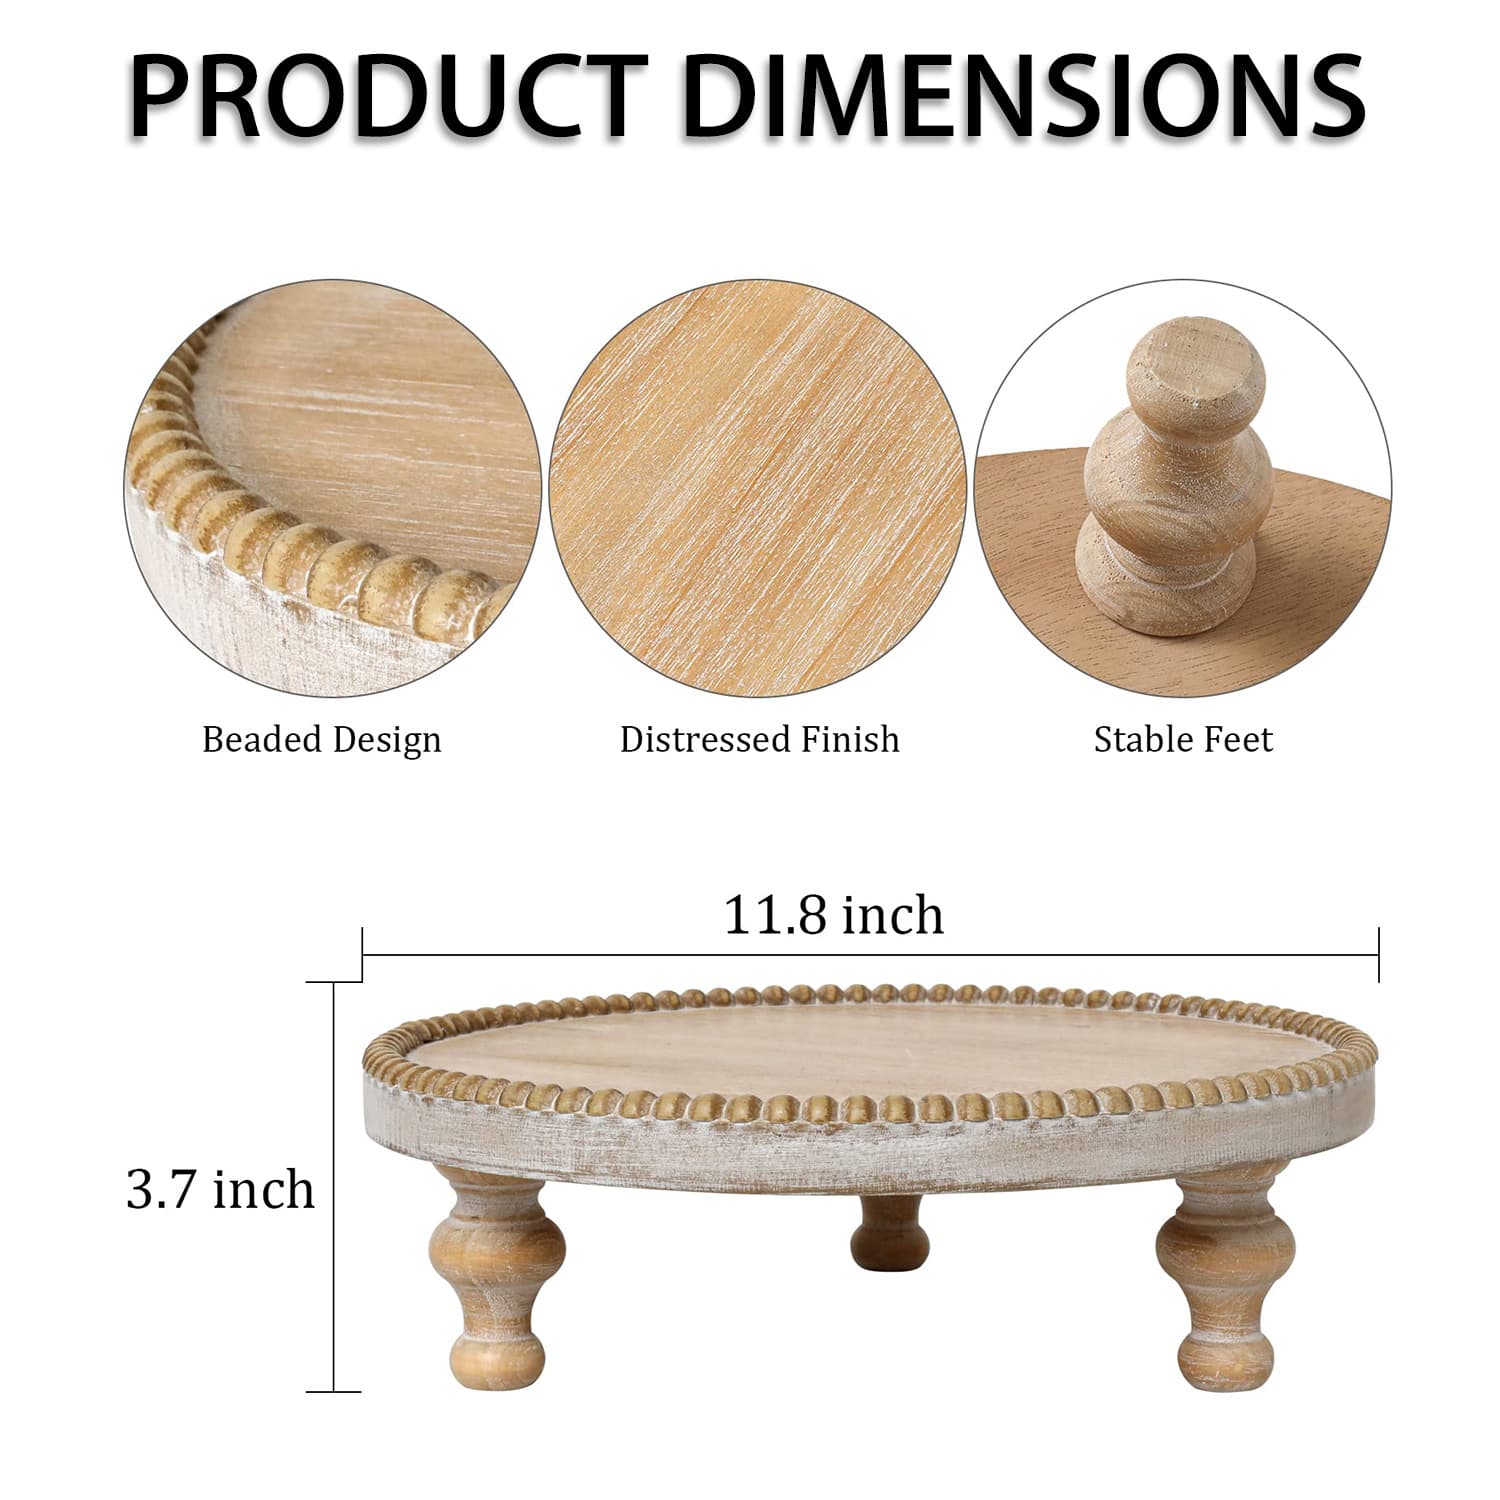 PRODUCT DIMENSIONS
Beaded Design
Distressed Finish
Stable Feet
11.8 inch
3.7 inch